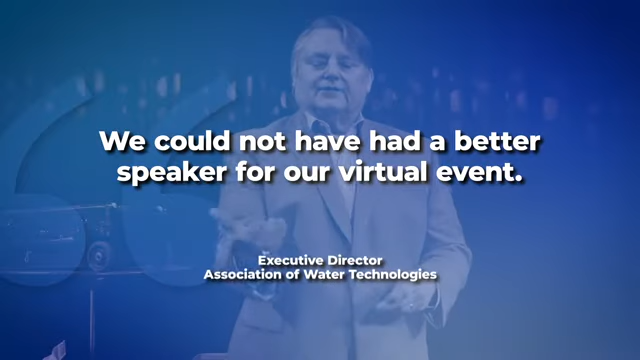 We could not have had a better
speaker for our virtual event.
Executive Director
Association of Water Technologies